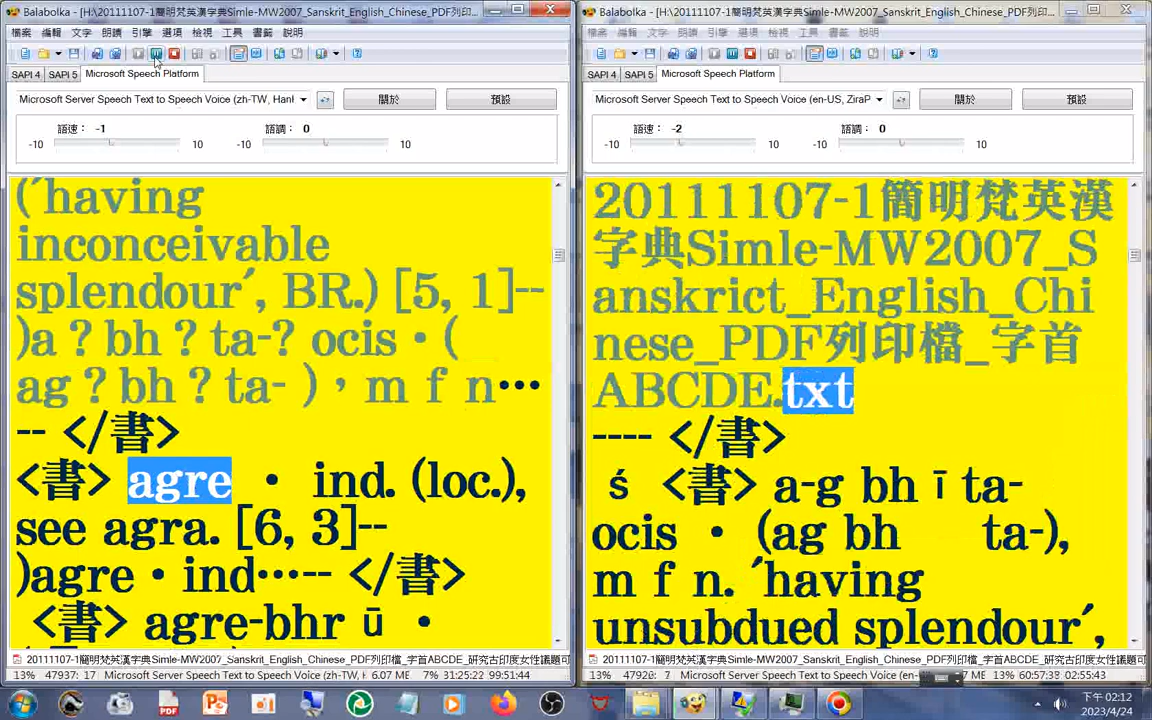 Balabolka - [H:\20111107-1簡明梵英漢字典Simle-MW2007_Sanskrit_English_Chinese_PDF列印...
檔案 編輯 文字 朗讀 引擎 選項 檢視 工具 書籤 說明
SAPI 4 SAPI 5 Microsoft Speech Platform
Microsoft Server Speech Text to Speech Voice (zh-TW, Hanl
關於 預設
語速： -1 語調： 0
-10 10 -10 10
(´having
inconceivable
splendour´, BR.) [5, 1]--
)a？bh？ta-？ ocis・(
ag？bh？ta- )，m f n…
-- </書>
<書> agre ・ ind. (loc.),
see agra. [6, 3]--
)agre・ind…-- </書>
<書> agre-bhr ū ・
20111107-1簡明梵英漢字典Simle-MW2007_Sanskrit_English_Chinese_PDF列印檔_字首ABCDE_研究古印度女性議題可
13% 47937: 17 Microsoft Server Speech Text to Speech Voice (zh-TW, 6.07 ME 7% 31:25:22 99:51:44
Balabolka - [H:\20111107-1簡明梵英漢字典Simle-MW2007_Sanskrit_English_Chinese_PDF列印...
檔案 編輯 文字 朗讀 引擎 選項 檢視 工具 書籤 說明
SAPI 4 SAPI 5 Microsoft Speech Platform
Microsoft Server Speech Text to Speech Voice (en-US, ZiraP
關於 預設
語速： -2 語調： 0
-10 10 -10 10
20111107-1簡明梵英漢
字典Simle-MW2007_S
anskrict_English_Chi
nese_PDF列印檔_字首
ABCDE.txt
---- </書>
ś <書> a-g bh ī ta-
ocis ・ (ag bh ta-),
m f n. ´having
unsubdued splendour´,
20111107-1簡明梵英漢字典Simle-MW2007_Sanskrit_English_Chinese_PDF列印檔_字首ABCDE_研究古印度女性議題可
13% 47920: 7 Microsoft Server Speech Text to Speech Voice 13% 60:57:38 02:55:43
下午 02:12
2023/4/24